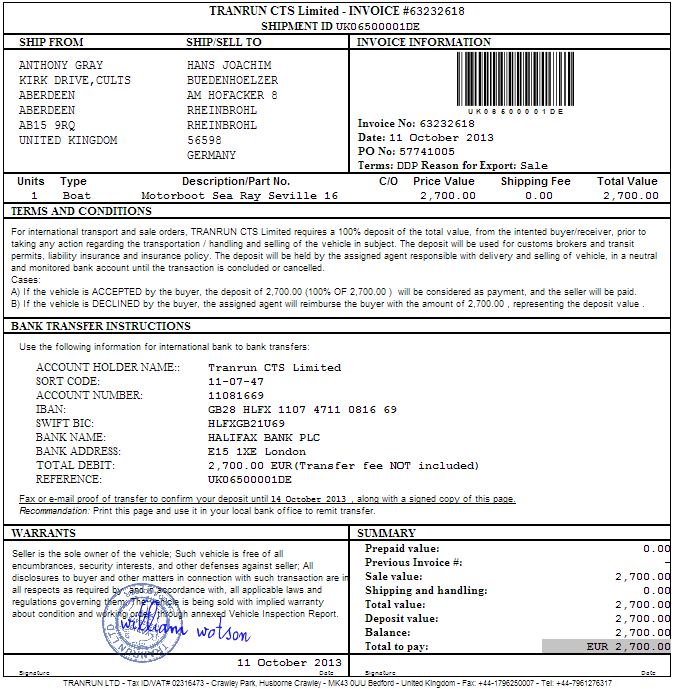 TRANRUN CTS Limited - INVOICE #63232618
SHIPMENT ID UK06500001DE
SHIP FROM
SHIP/SELL TO
INVOICE INFORMATION
ANTHONY GRAY
KIRK DRIVE,CULTS
ABERDEEN
ABERDEEN
AB15 9RQ
UNITED KINGDOM
HANS JOACHIM
BUEDENHOELZER
AM HOFACKER 8
RHEINBROHL
RHEINBROHL
56598
GERMANY
UK06500001DE
Invoice No: 63232618
Date: 11 October 2013
PO No: 57741005
Terms: DDP Reason for Export: Sale
Units Type Description/Part No. C/O Price Value Shipping Fee Total Value
1 Boat Motorboot Sea Ray Seville 16 2,700.00 0.00 2,700.00
TERMS AND CONDITIONS
For international transport and sale orders, TRANRUN CTS Limited requires a 100% deposit of the total value, from the intented buyer/receiver, prior to
taking any action regarding the transportation / handling and selling of the vehicle in subject. The deposit will be used for customs brokers and transit
permits, liability insurance and insurance policy. The deposit will be held by the assigned agent responsible with delivery and selling of vehicle, in a neutral
and monitored bank account until the transaction is concluded or cancelled.
Cases:
A) If the vehicle is ACCEPTED by the buyer, the deposit of 2,700.00 (100% OF 2,700.00 ) will be considered as payment, and the seller will be paid.
B) If the vehicle is DECLINED by the buyer, the assigned agent will reimburse the buyer with the amount of 2,700.00 , representing the deposit value .
BANK TRANSFER INSTRUCTIONS
Use the following information for international bank to bank transfers:
ACCOUNT HOLDER NAME:: Tranrun CTS Limited
SORT CODE: 11-07-47
ACCOUNT NUMBER: 11081669
IBAN: GB28 HLFX 1107 4711 0816 69
SWIFT BIC: HLFXGB21U69
BANK NAME: HALIFAX BANK PLC
BANK ADDRESS: E15 1XE London
TOTAL DEBIT: 2,700.00 EUR(Transfer fee NOT included)
REFERENCE: UK06500001DE
Fax or e-mail proof of transfer to confirm your deposit until 14 October 2013 , along with a signed copy of this page.
Recommendation: Print this page and use it in your local bank office to remit transfer.
WARRANTS
Seller is the sole owner of the vehicle; Such vehicle is free of all
encumbrances, security interests, and other defenses against seller; All
disclosures to buyer and other matters in connection with such transaction are in
all respects as required by, and in accordance with, all applicable laws and
regulations governing them; The vehicle is being sold with implied warranty
about condition and working order, through annexed Vehicle Inspection Report.
william watson
TRANRUN LTD
11 October 2013
Signature
Date
SUMMARY
Prepaid value: 0.00
Previous Invoice #: -
Sale value: 2,700.00
Shipping and handling: 0.00
Total value: 2,700.00
Deposit value: 2,700.00
Balance: 2,700.00
Total to pay: EUR 2,700.00
Signature
Date
TRANRUN LTD - Tax ID/VAT# 02316473 - Crawley Park, Husborne Crawley - MK43 0UU Bedford - United Kingdom - Fax: +44-1796250007 - Tel: +44-7961276317